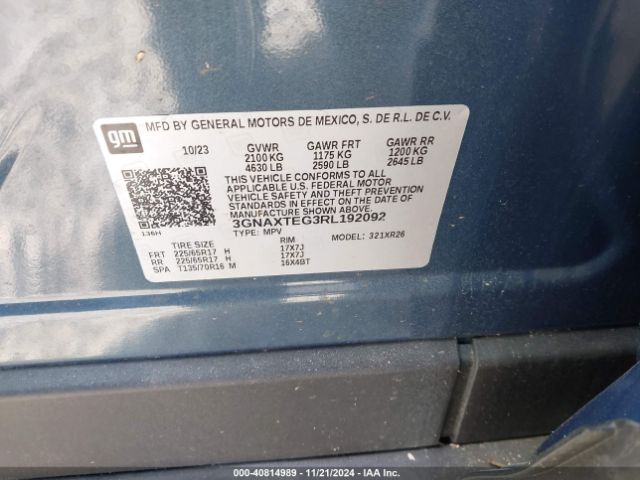 gm
MFD BY GENERAL MOTORS DE MEXICO, S. DE R.L. DE C.V.
10/23 GVWR GAWR FRT GAWR RR
2100 KG 1175 KG 1200 KG
4630 LB 2590 LB 2645 LB
THIS VEHICLE CONFORMS TO ALL
APPLICABLE U.S. FEDERAL MOTOR
VEHICLE SAFETY AND THEFT PREVENTION
STANDARDS IN EFFECT ON THE DATE OF
MANUFACTURE SHOWN ABOVE.
3GNAXTEG3RL192092
136H TYPE: MPV MODEL: 321XR26
TIRE SIZE RIM
FRT 225/65R17 H 17X7J
RR 225/65R17 H 17X7J
SPA T135/70R16 M 16X4BT
00-40814989 - 11/21/2024 - IAA Inc.